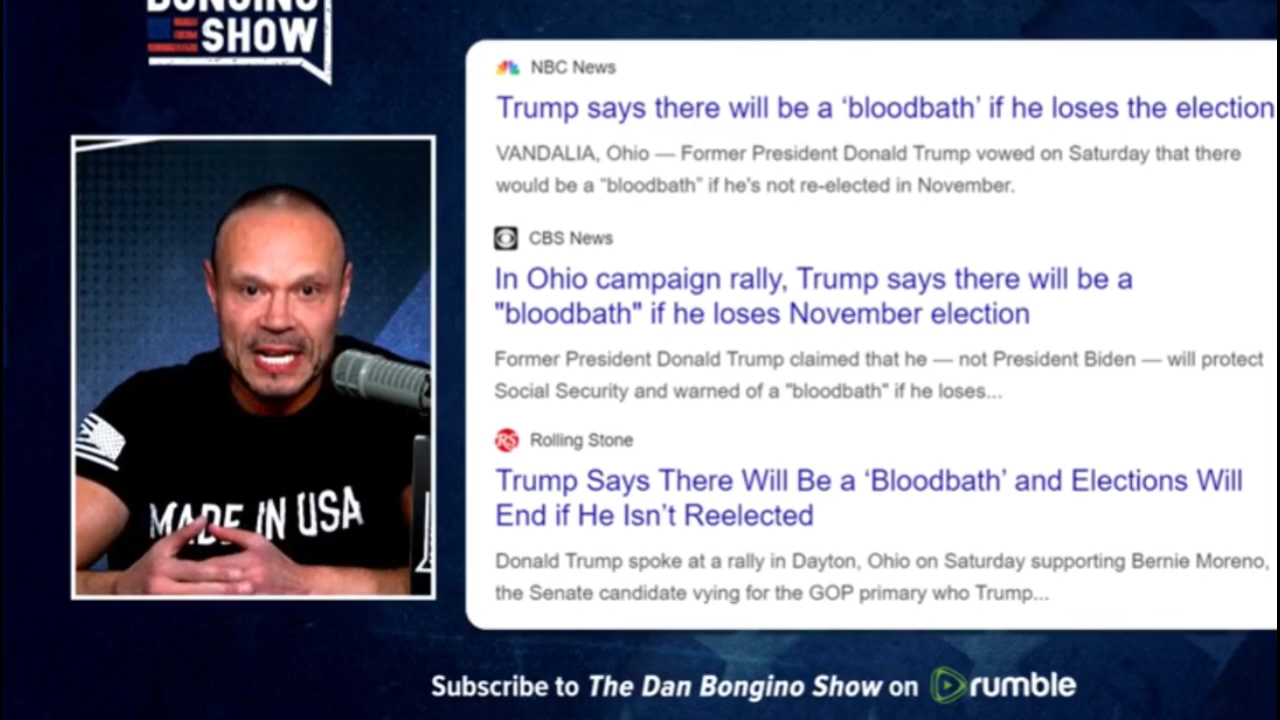 BONGINO
SHOW
NBC News
Trump says there will be a ‘bloodbath’ if he loses the election
VANDALIA, Ohio — Former President Donald Trump vowed on Saturday that there
would be a “bloodbath” if he's not re-elected in November.
CBS News
In Ohio campaign rally, Trump says there will be a
"bloodbath" if he loses November election
Former President Donald Trump claimed that he — not President Biden — will protect
Social Security and warned of a "bloodbath" if he loses...
RS Rolling Stone
Trump Says There Will Be a ‘Bloodbath’ and Elections Will
End if He Isn’t Reelected
Donald Trump spoke at a rally in Dayton, Ohio on Saturday supporting Bernie Moreno,
the Senate candidate vying for the GOP primary who Trump...
MADE IN USA
Subscribe to The Dan Bongino Show on rumble